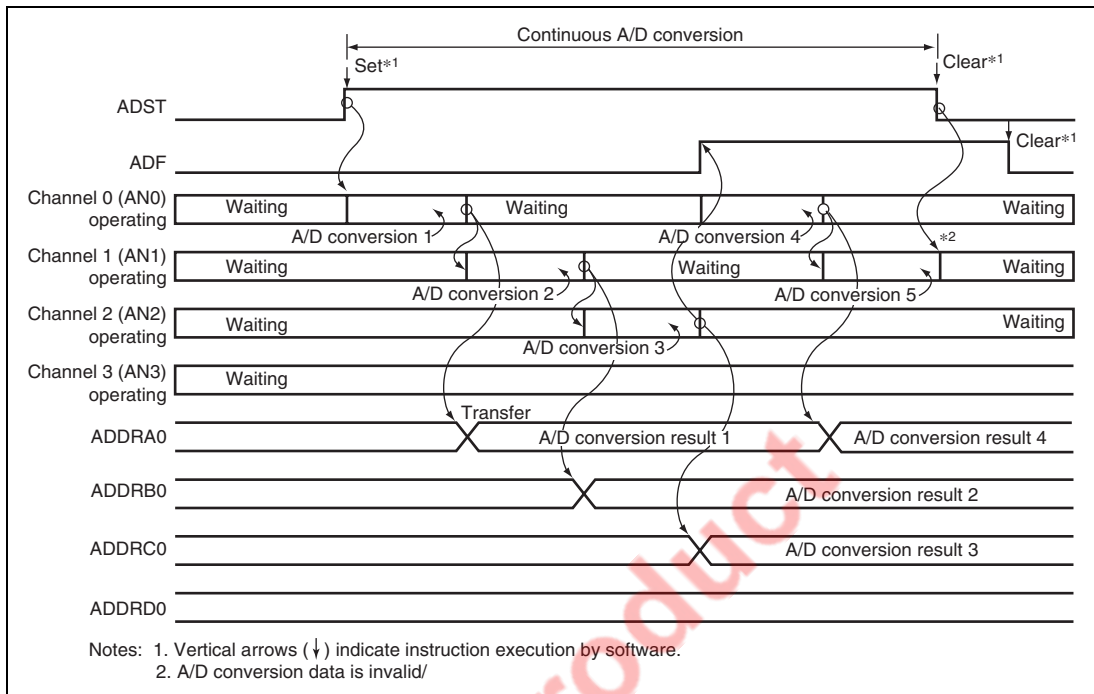 Continuous A/D conversion
Set*1
Clear*1
ADST
Clear*1
ADF
Channel 0 (AN0)
operating
Waiting
Waiting
Waiting
A/D conversion 1
A/D conversion 4
*2
Channel 1 (AN1)
operating
Waiting
Waiting
Waiting
A/D conversion 2
A/D conversion 5
Channel 2 (AN2)
operating
Waiting
Waiting
A/D conversion 3
Channel 3 (AN3)
operating
Waiting
Transfer
ADDRA0
A/D conversion result 1
A/D conversion result 4
ADDRB0
A/D conversion result 2
ADDRC0
A/D conversion result 3
ADDRD0
Notes: 1. Vertical arrows (↓) indicate instruction execution by software.
2. A/D conversion data is invalid/
roduct